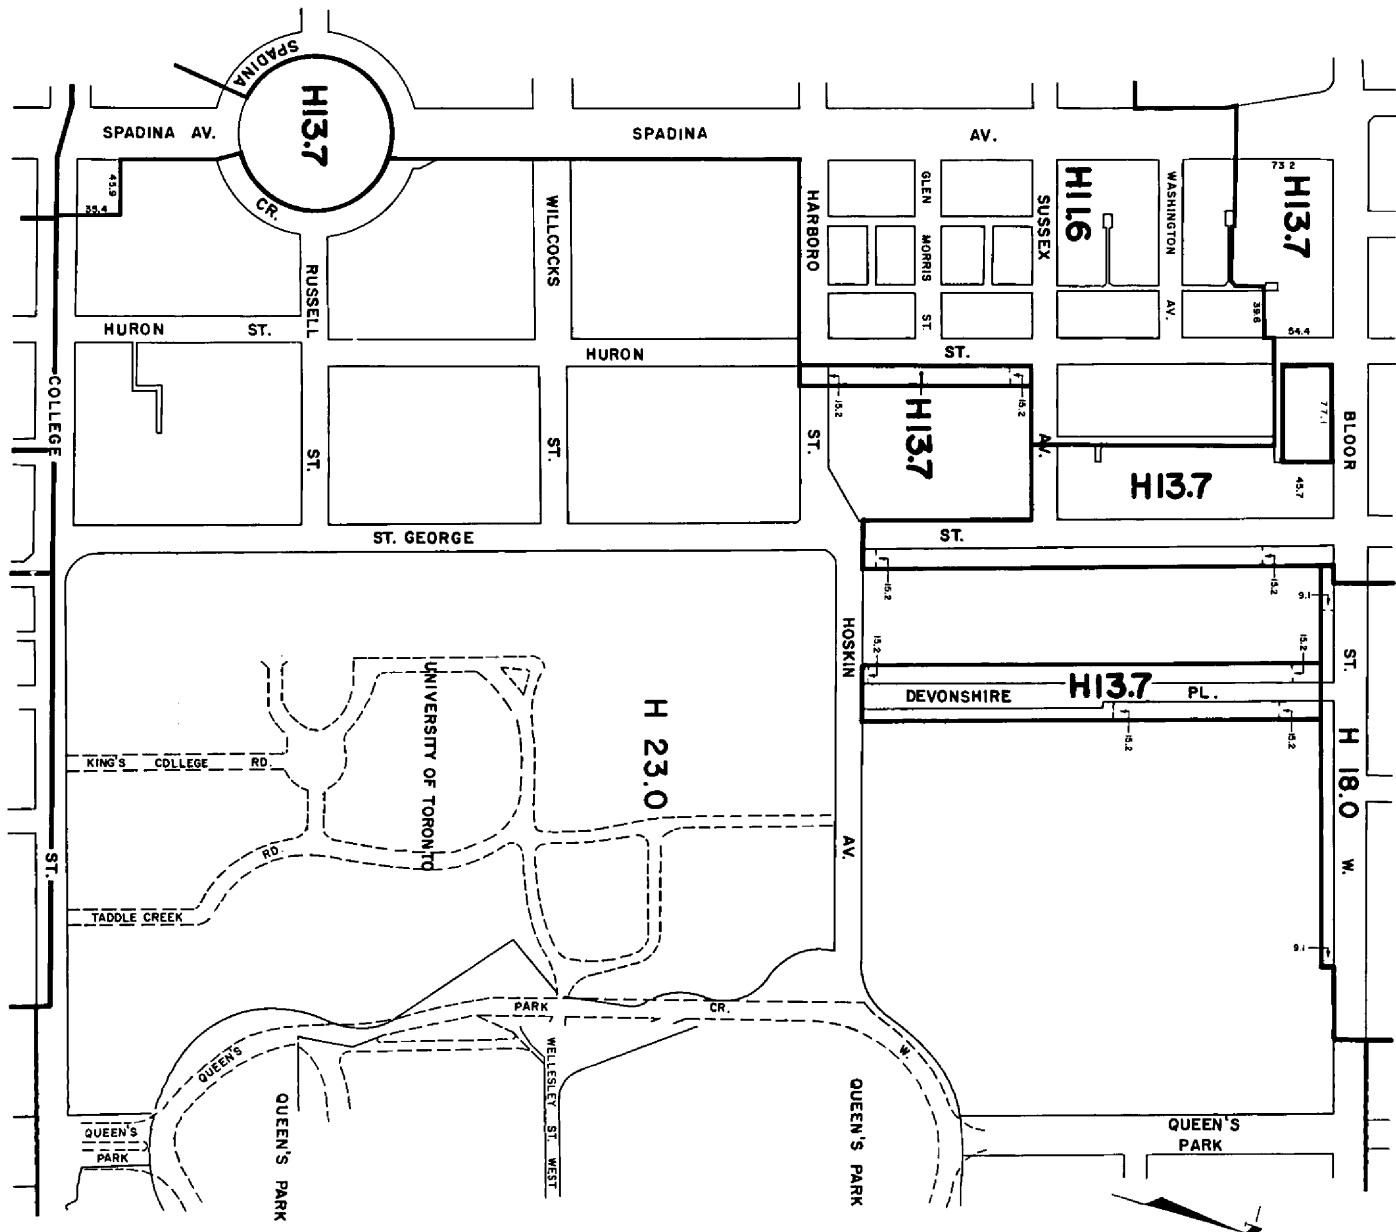 SPADINA
H13.7
SPADINA AV.
SPADINA
AV.
CR.
45.9
35.4
73.2
H11.6
H13.7
WILLCOCKS
HARBORD
GLEN
MORRIS
ST.
SUSSEX
WASHINGTON
AV.
RUSSELL
39.6
54.4
HURON
ST.
HURON
ST.
15.2
15.2
H13.7
77.1
BLOOR
COLLEGE
ST.
ST.
ST.
AV.
H13.7
45.7
ST. GEORGE
ST.
15.2
15.2
9.1
HOSKIN
15.2
15.2
ST.
UNIVERSITY OF TORONTO
H 23.0
DEVONSHIRE
H13.7
PL.
15.2
15.2
H 18.0
KING'S COLLEGE RD.
RD.
AV.
ST.
W.
TADDLE CREEK
9.1
PARK
CR.
QUEEN'S
W.
WELLESLEY ST. WEST
QUEEN'S PARK
QUEEN'S PARK
QUEEN'S
PARK
QUEEN'S
PARK